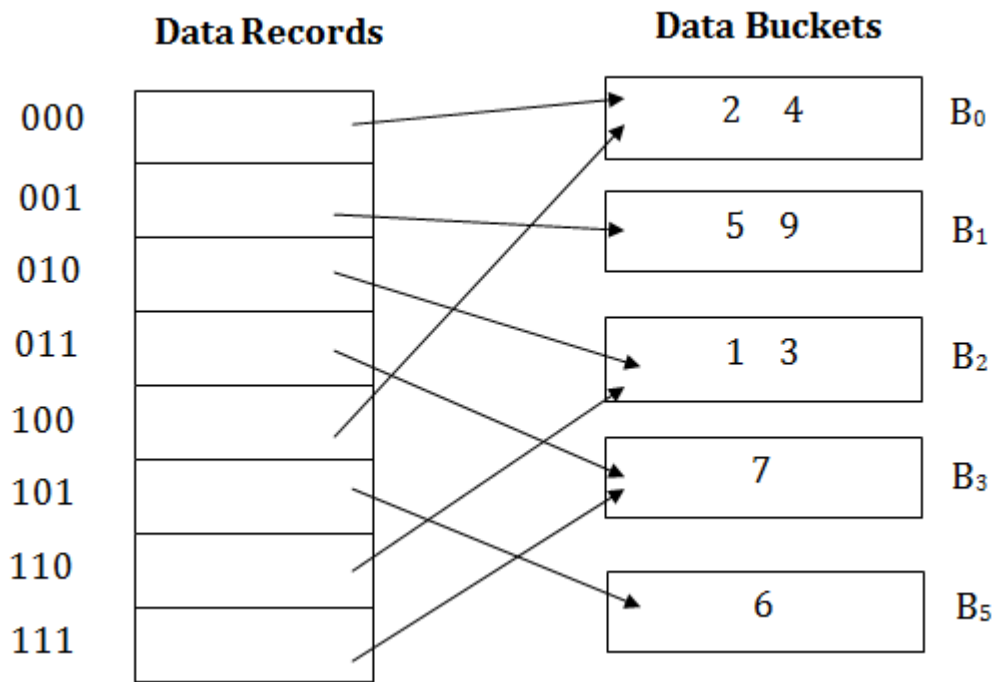 Data Records
Data Buckets
000
001
010
011
100
101
110
111
2 4 B₀
5 9 B₁
1 3 B₂
7 B₃
6 B₅